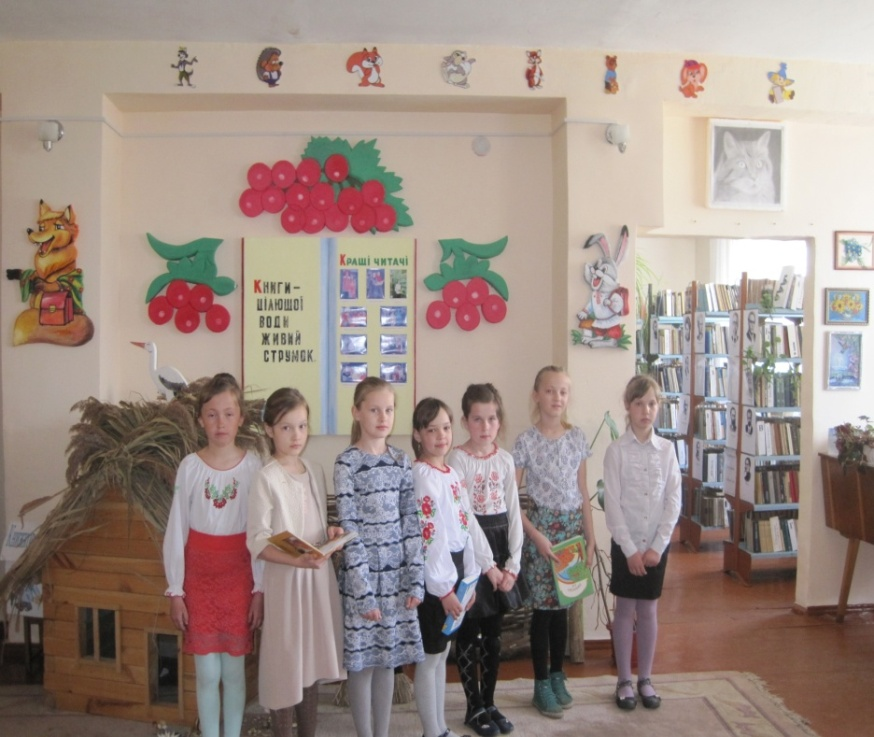 Кращі читачі
Книги –
цілющої
води
живий
струмок.